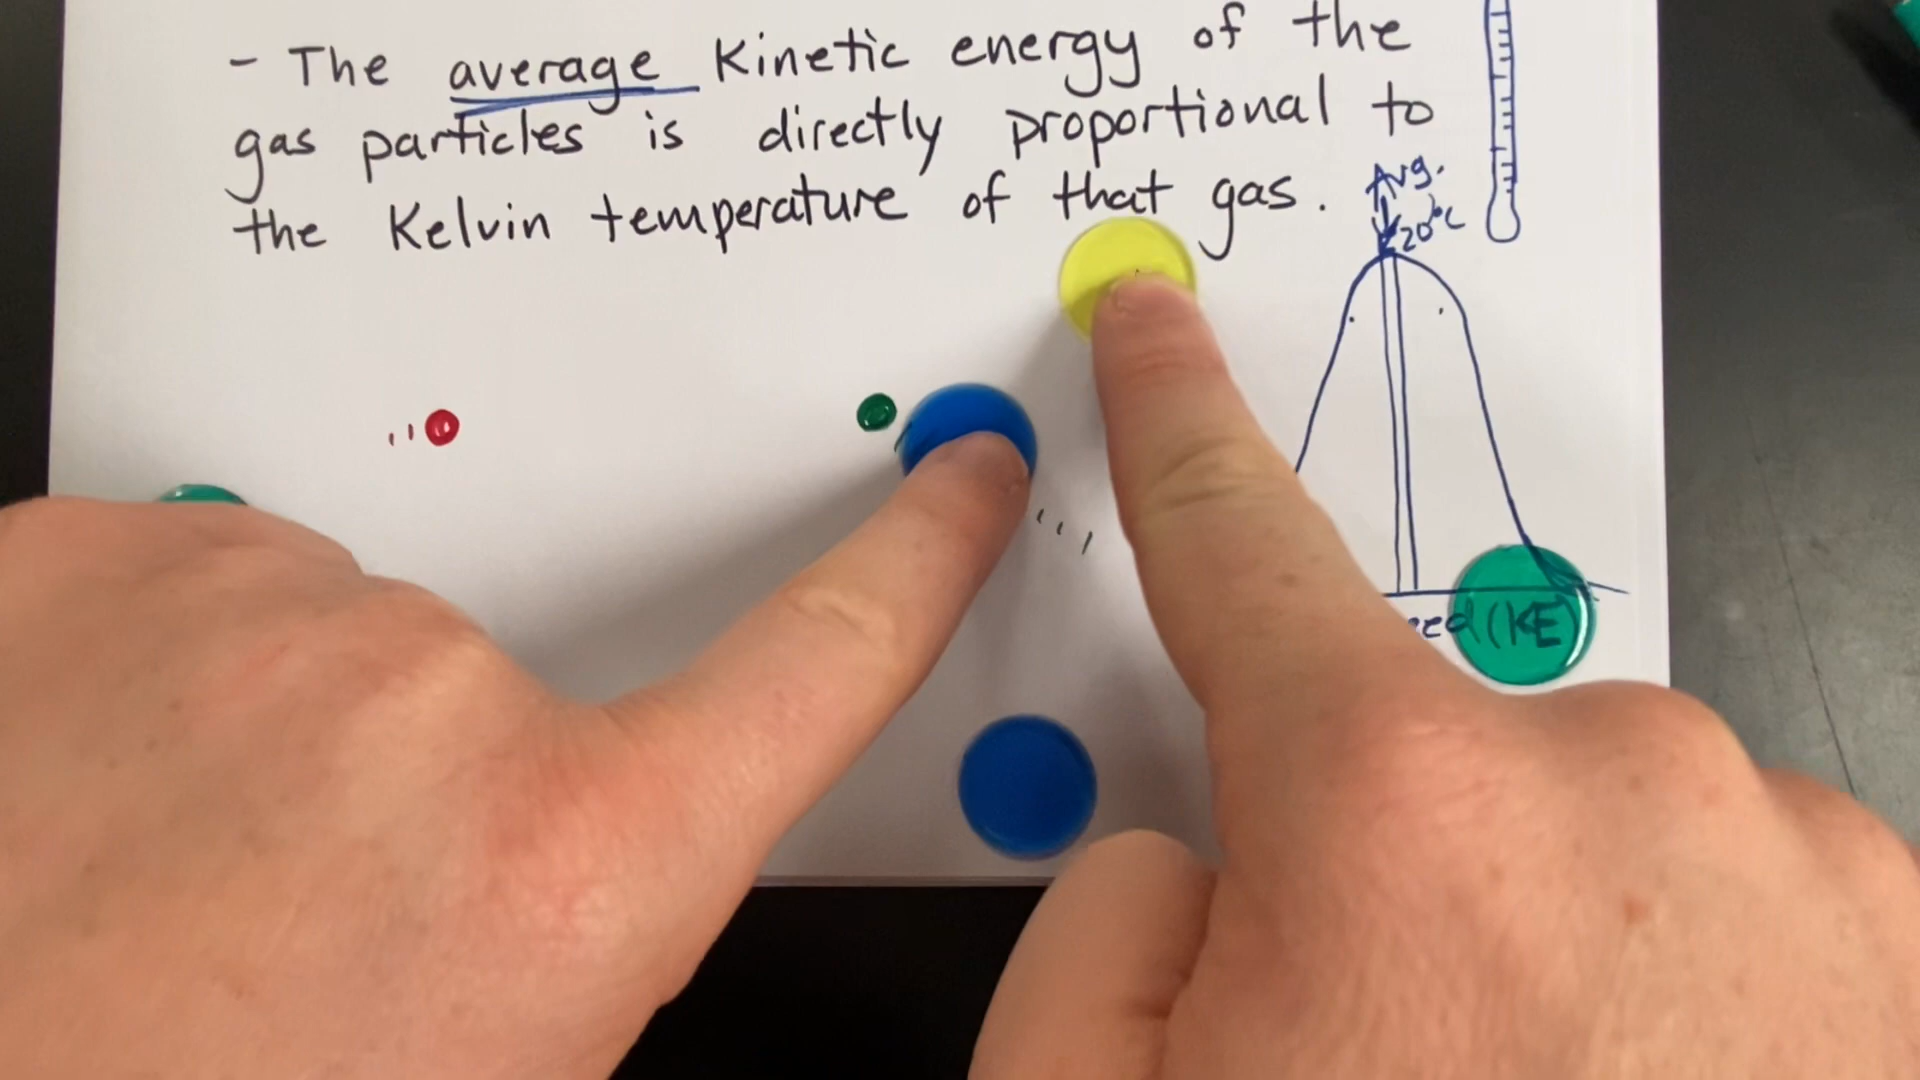 - The average Kinetic energy of the
gas particles is directly proportional to
the Kelvin temperature of that gas.
Avg.
20°C
(KE)